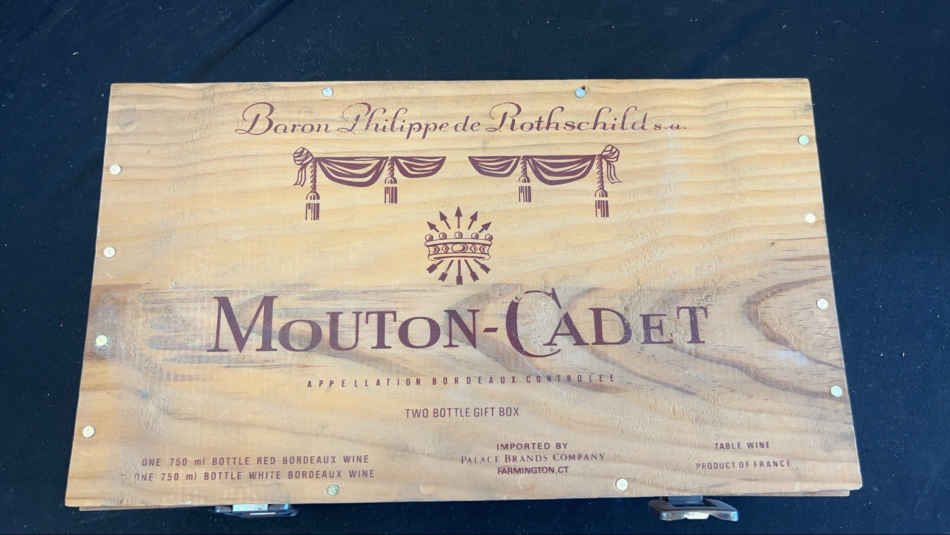 Baron Philippe de Rothschild s.a.
MOUTON-CADET
APPELLATION BORDEAUX CONTROLEE
TWO BOTTLE GIFT BOX
ONE 750 ml BOTTLE RED BORDEAUX WINE
ONE 750 ml BOTTLE WHITE BORDEAUX WINE
IMPORTED BY
PALACE BRANDS COMPANY
FARMINGTON, CT
TABLE WINE
PRODUCT OF FRANCE